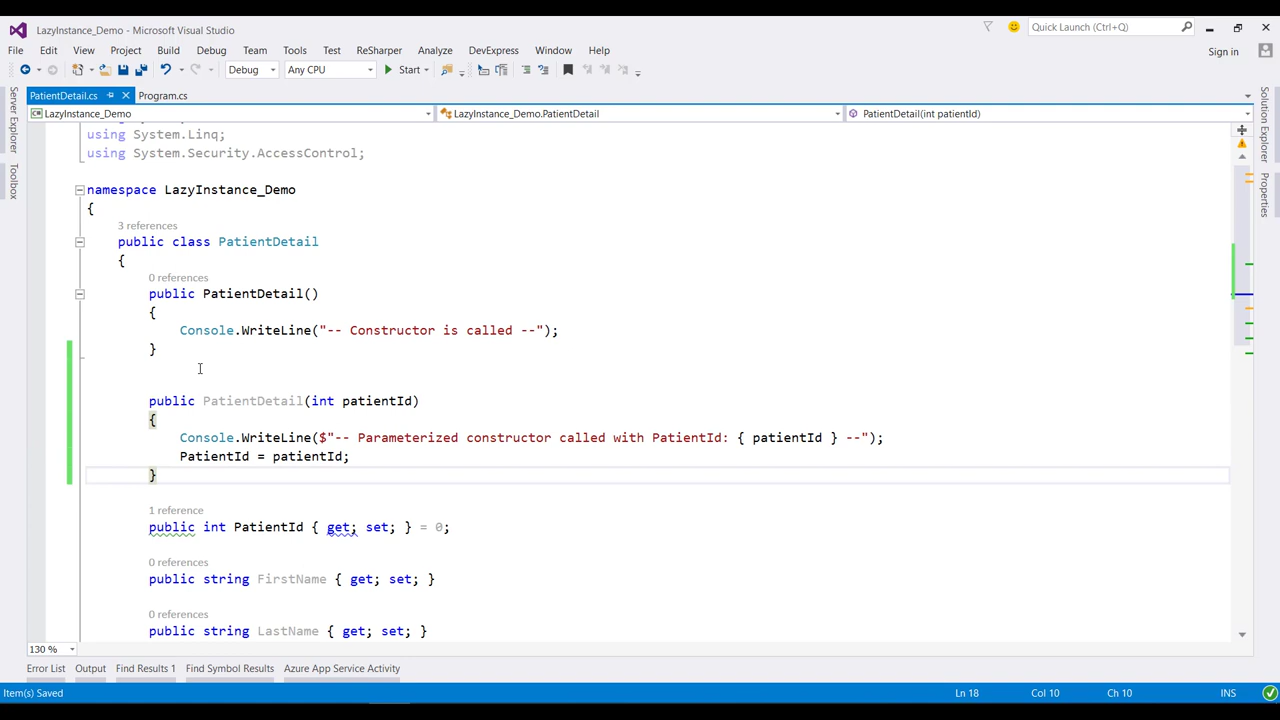 LazyInstance_Demo - Microsoft Visual Studio
Quick Launch (Ctrl+Q)
File Edit View Project Build Debug Team Tools Test ReSharper Analyze DevExpress Window Help
Sign in
Debug Any CPU Start
PatientDetail.cs Program.cs
LazyInstance_Demo LazyInstance_Demo.PatientDetail PatientDetail(int patientId)
Server Explorer
Toolbox
Solution Explorer
Properties
using System.Linq;
using System.Security.AccessControl;
namespace LazyInstance_Demo
{
3 references
public class PatientDetail
{
0 references
public PatientDetail()
{
Console.WriteLine("-- Constructor is called --");
}
public PatientDetail(int patientId)
{
Console.WriteLine($"-- Parameterized constructor called with PatientId: { patientId } --");
PatientId = patientId;
}
1 reference
public int PatientId { get; set; } = 0;
0 references
public string FirstName { get; set; }
0 references
public string LastName { get; set; }
130 %
Error List Output Find Results 1 Find Symbol Results Azure App Service Activity
Item(s) Saved Ln 18 Col 10 Ch 10 INS